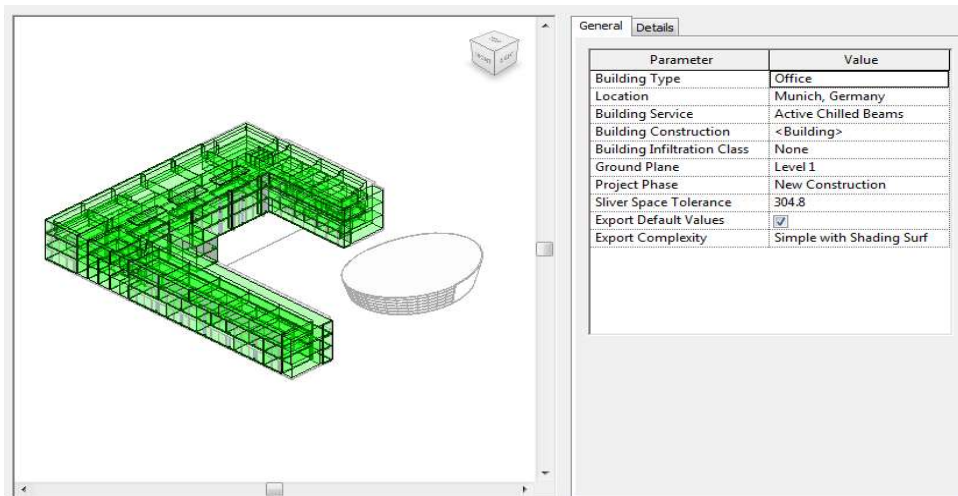 General Details
Parameter Value
Building Type Office
Location Munich, Germany
Building Service Active Chilled Beams
Building Construction <Building>
Building Infiltration Class None
Ground Plane Level 1
Project Phase New Construction
Sliver Space Tolerance 304.8
Export Default Values
Export Complexity Simple with Shading Surf